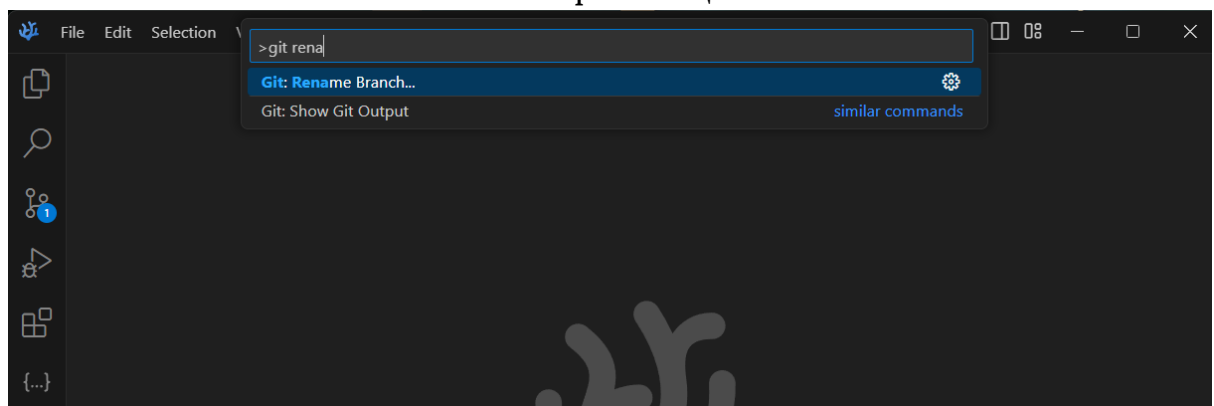 File Edit Selection
>git rena
Git: Rename Branch...
Git: Show Git Output similar commands
1
{...}